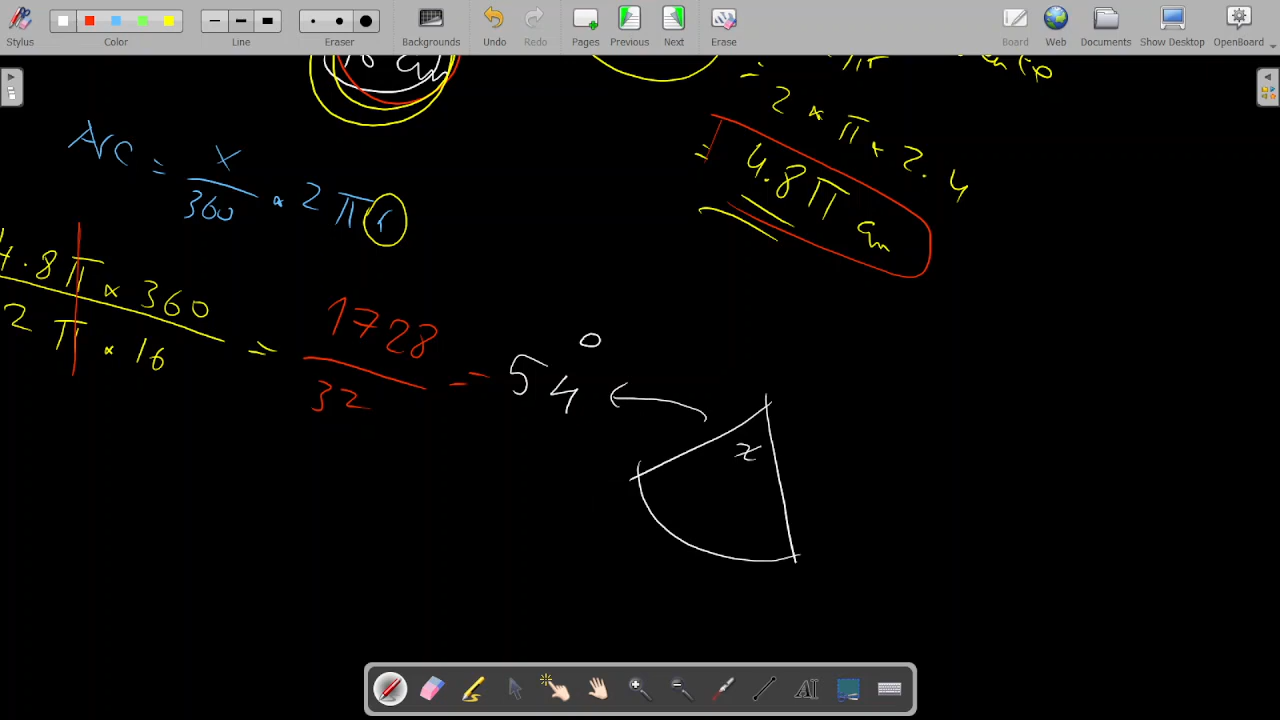 Stylus Color Line Eraser Backgrounds Undo Redo Pages Previous Next Erase Board Web Documents Show Desktop OpenBoard
= 2 * π * 2.4
= 4.8π cm
Arc = x/360 * 2πr
4.8π * 360 / 2π * 16 = 1728/32 = 54°
x
AI